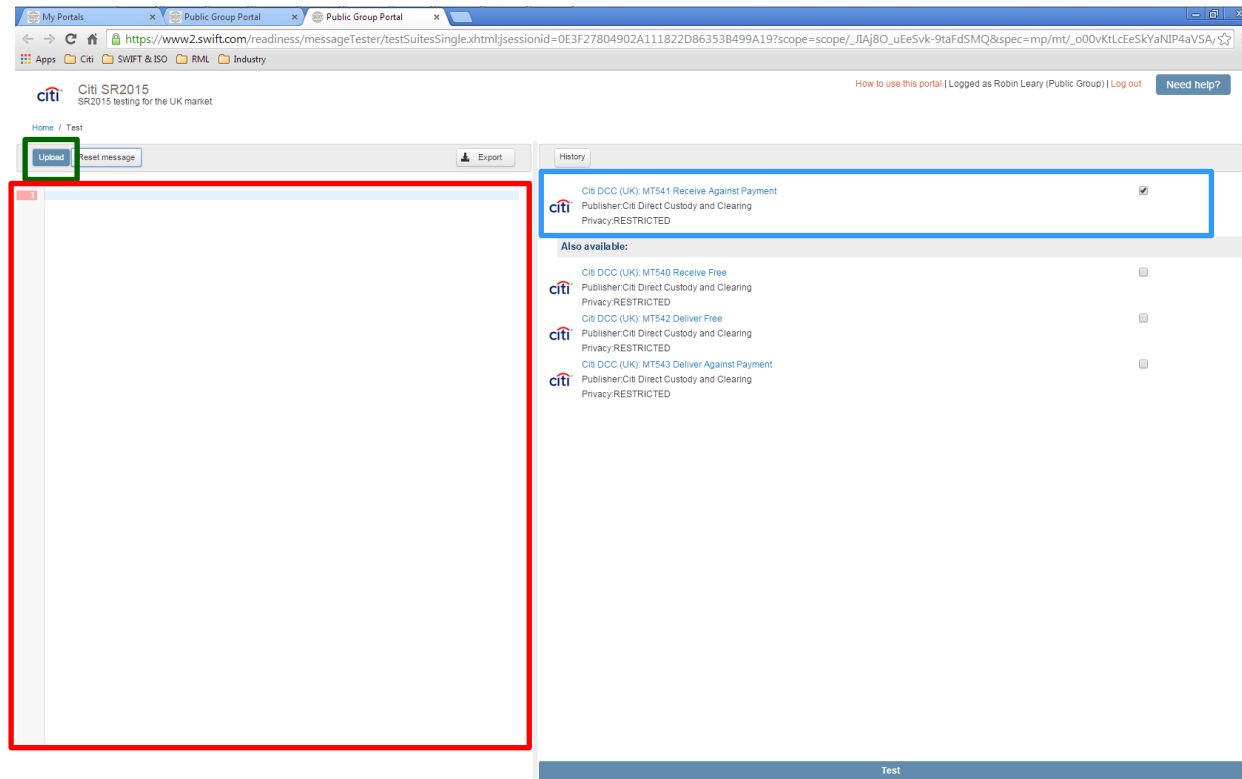 My Portals
Public Group Portal
Public Group Portal
https://www2.swift.com/readiness/messageTester/testSuitesSingle.xhtml;jsessionid=0E3F27804902A111822D86353B499A19?scope=scope/_JIAj8O_uEeSvk-9taFdSMQ&spec=mp/mt/_o00vKtLcEeSkYaNIP4aVSA/
Apps
Citi
SWIFT & ISO
RML
Industry
citi
Citi SR2015
SR2015 testing for the UK market
How to use this portal | Logged as Robin Leary (Public Group) | Log out
Need help?
Home / Test
Upload
Reset message
Export
History
1
citi
Citi DCC (UK): MT541 Receive Against Payment
Publisher:Citi Direct Custody and Clearing
Privacy:RESTRICTED
Also available:
citi
Citi DCC (UK): MT540 Receive Free
Publisher:Citi Direct Custody and Clearing
Privacy:RESTRICTED
citi
Citi DCC (UK): MT542 Deliver Free
Publisher:Citi Direct Custody and Clearing
Privacy:RESTRICTED
citi
Citi DCC (UK): MT543 Deliver Against Payment
Publisher:Citi Direct Custody and Clearing
Privacy:RESTRICTED
Test